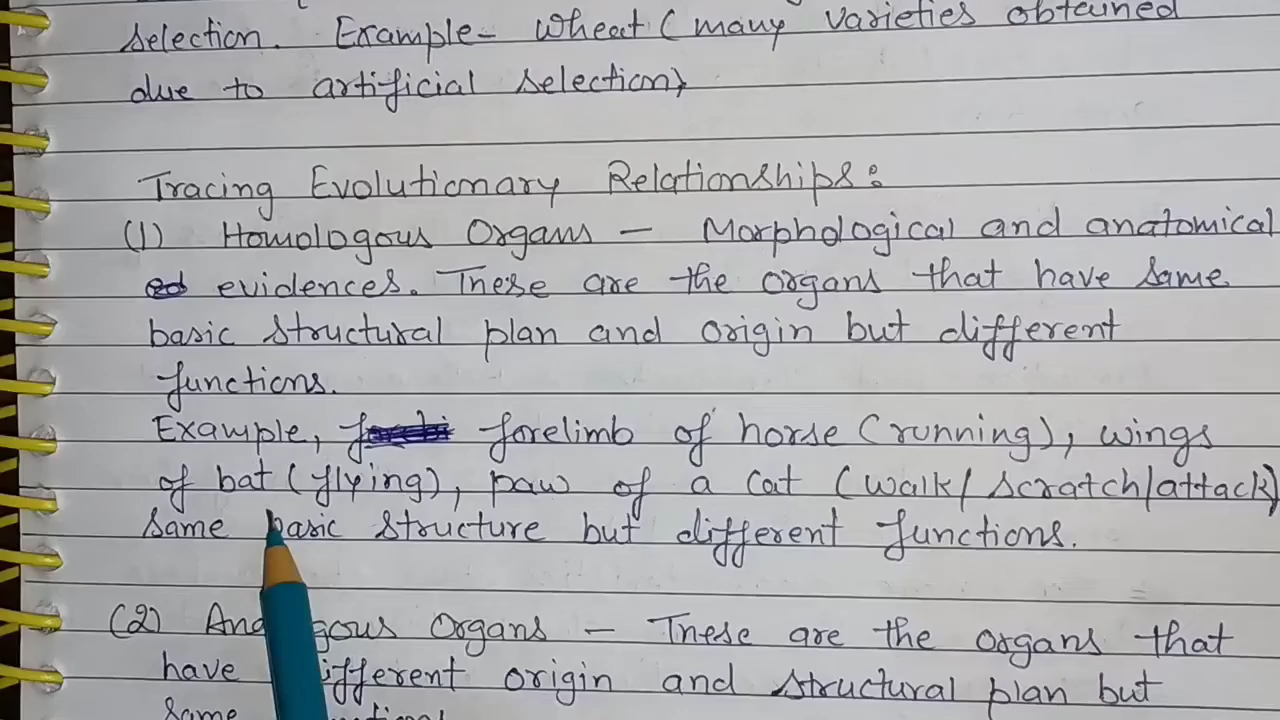 selection. Example- Wheat (many varieties obtained
due to artificial selection)
Tracing Evolutionary Relationships:
(1) Homologous Organs - Morphological and anatomical
evidences. These are the organs that have same
basic structural plan and origin but different
functions.
Example, forelimb of horse (running), wings
of bat (flying), paw of a cat (walk/scratch/attack)
same basic structure but different functions.
(2) Analogous Organs - These are the organs that
have different origin and structural plan but
same